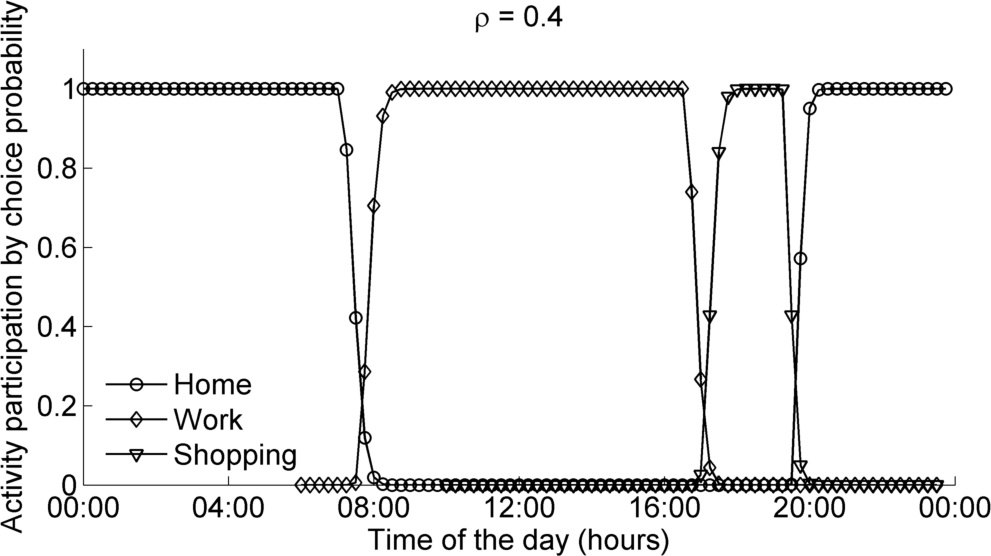 ρ = 0.4
Activity participation by choice probability
1
0.8
0.6
0.4
0.2
0
Home
Work
Shopping
00:00 04:00 08:00 12:00 16:00 20:00 00:00
Time of the day (hours)